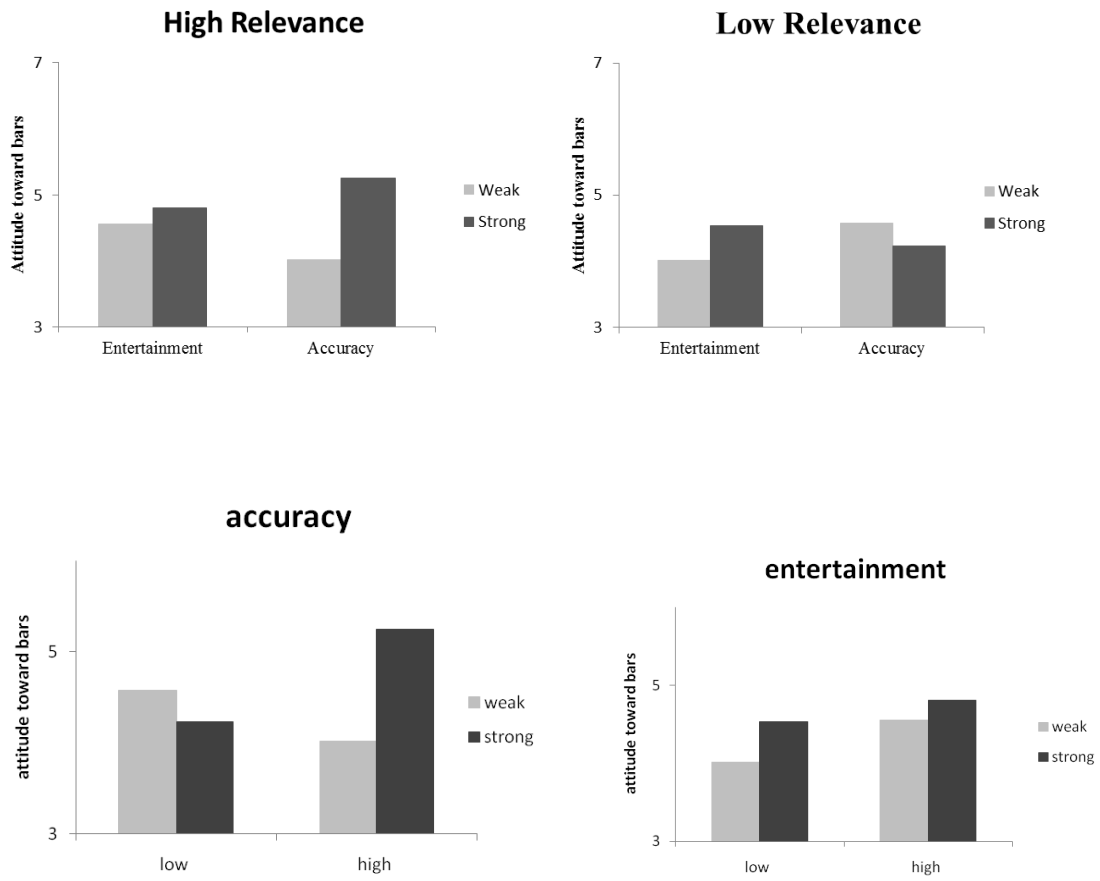 High Relevance
7
5
3
Attitude toward bars
Entertainment
Accuracy
Weak
Strong
Low Relevance
7
5
3
Attitude toward bars
Entertainment
Accuracy
Weak
Strong
accuracy
5
3
attitude toward bars
low
high
weak
strong
entertainment
5
3
attitude toward bars
low
high
weak
strong